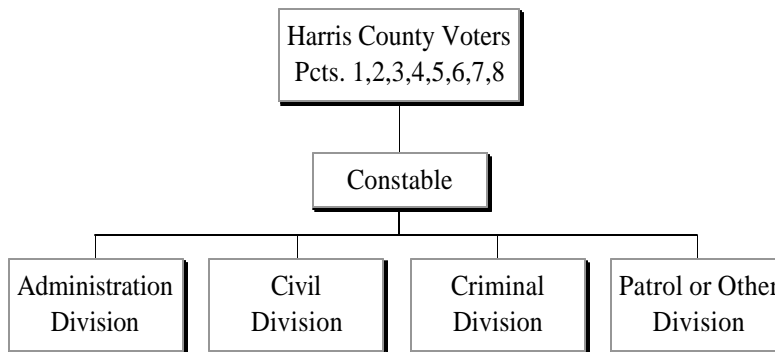 Harris County Voters
Pcts. 1,2,3,4,5,6,7,8
Constable
Administration
Division
Civil
Division
Criminal
Division
Patrol or Other
Division